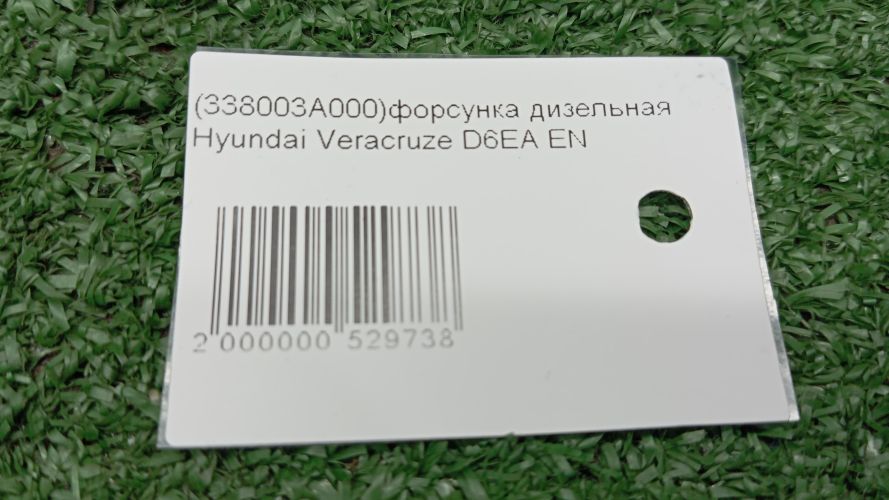 (338003A000)форсунка дизельная
Hyundai Veracruze D6EA EN
2 000000 529738